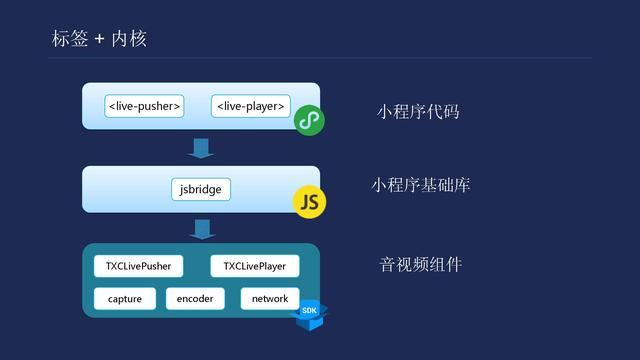 标签 + 内核
<live-pusher> <live-player>
小程序代码
jsbridge
JS
小程序基础库
TXCLivePusher TXCLivePlayer
音视频组件
capture encoder network
SDK